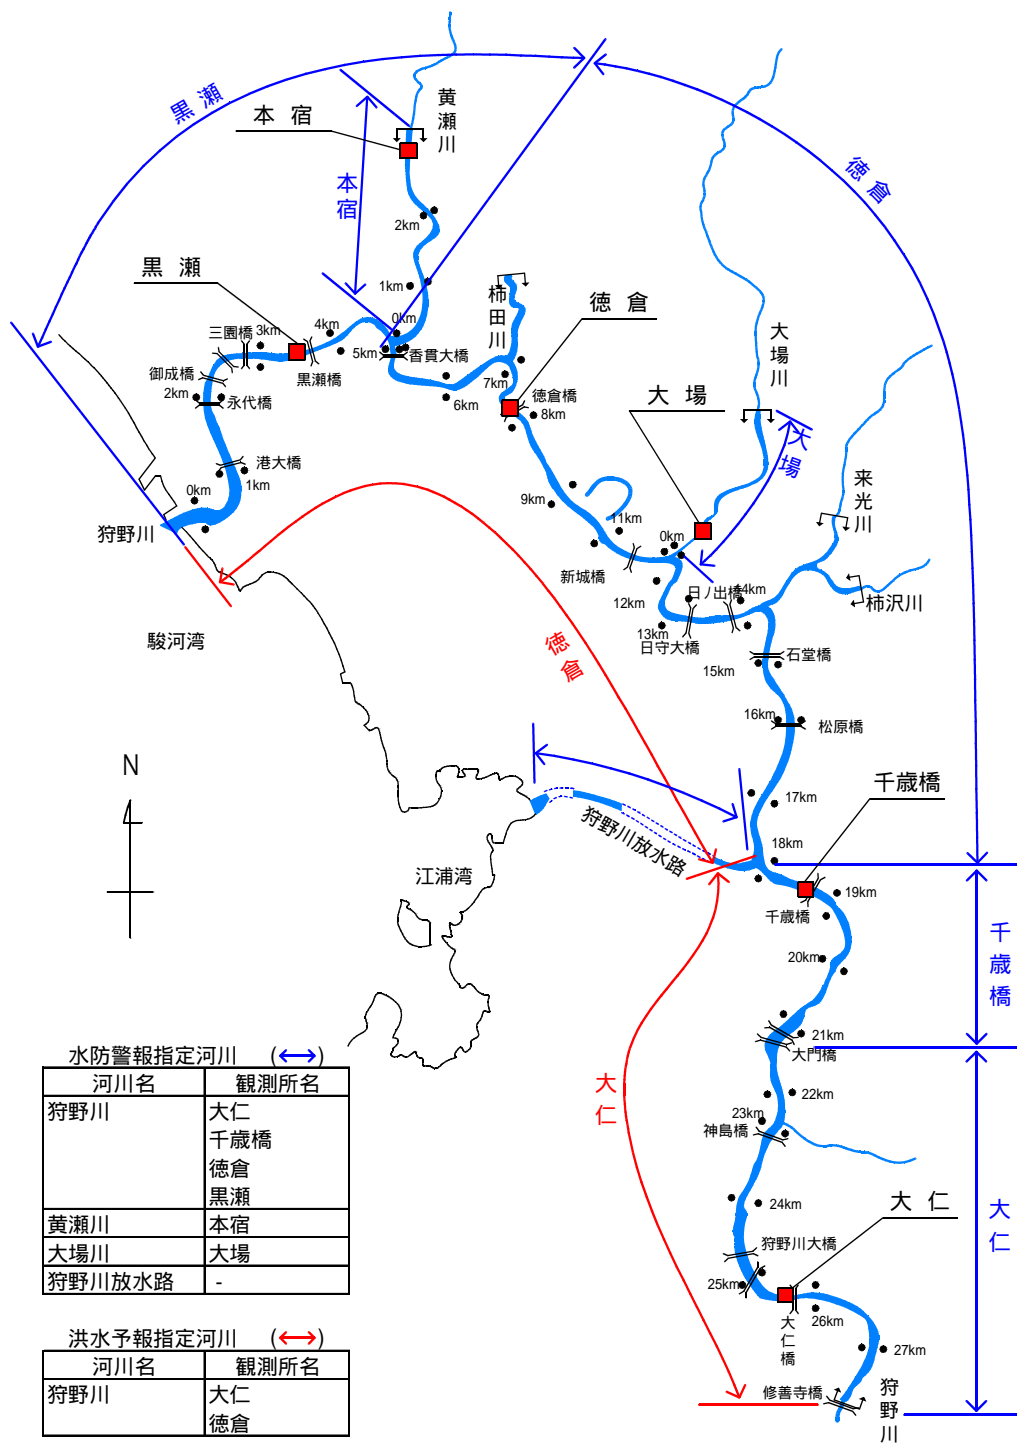 黒瀬
本宿
黄瀬川
徳倉
本宿
2km
黒瀬
1km
柿田川
徳倉
0km
三園橋
3km
4km
大場川
5km
香貫大橋
御成橋
黒瀬橋
7km
徳倉橋
大場
2km
永代橋
6km
8km
大場
港大橋
来光川
0km
1km
9km
11km
狩野川
0km
新城橋
日ノ出橋
14km
12km
柿沢川
13km
日守大橋
駿河湾
徳倉
石堂橋
15km
16km
松原橋
N
千歳橋
17km
狩野川放水路
18km
江浦湾
19km
千歳橋
千歳橋
20km
21km
大門橋
水防警報指定河川 (↔)
河川名 観測所名
狩野川 大仁
千歳橋
徳倉
黒瀬
黄瀬川 本宿
大場川 大場
狩野川放水路 -
大仁
22km
23km
神島橋
24km
大仁
大仁
狩野川大橋
25km
26km
大仁橋
27km
修善寺橋
狩野川
洪水予報指定河川 (↔)
河川名 観測所名
狩野川 大仁
徳倉